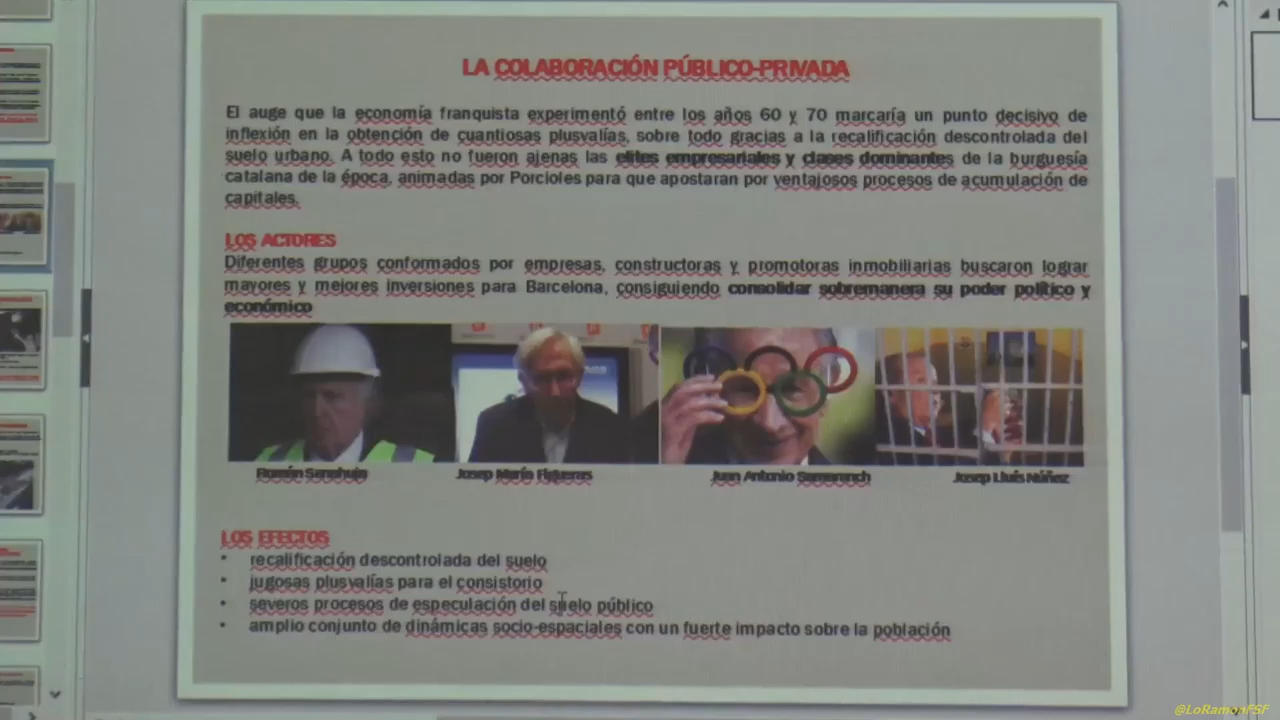 LA COLABORACIÓN PÚBLICO-PRIVADA
El auge que la economía franquista experimentó entre los años 60 y 70 marcaría un punto decisivo de
inflexión en la obtención de cuantiosas plusvalías, sobre todo gracias a la recalificación descontrolada del
suelo urbano. A todo esto no fueron ajenas las elites empresariales y clases dominantes de la burguesía
catalana de la época, animadas por Porcioles para que apostaran por ventajosos procesos de acumulación de
capitales.
LOS ACTORES
Diferentes grupos conformados por empresas, constructoras y promotoras inmobiliarias buscaron lograr
mayores y mejores inversiones para Barcelona, consiguiendo consolidar sobremanera su poder político y
económico
Román Sanahuja Josep María Figueras Juan Antonio Samaranch Josep Lluís Núñez
LOS EFECTOS
• recalificación descontrolada del suelo
• jugosas plusvalías para el consistorio
• severos procesos de especulación del suelo público
• amplio conjunto de dinámicas socio-espaciales con un fuerte impacto sobre la población
@LoRamonFSF